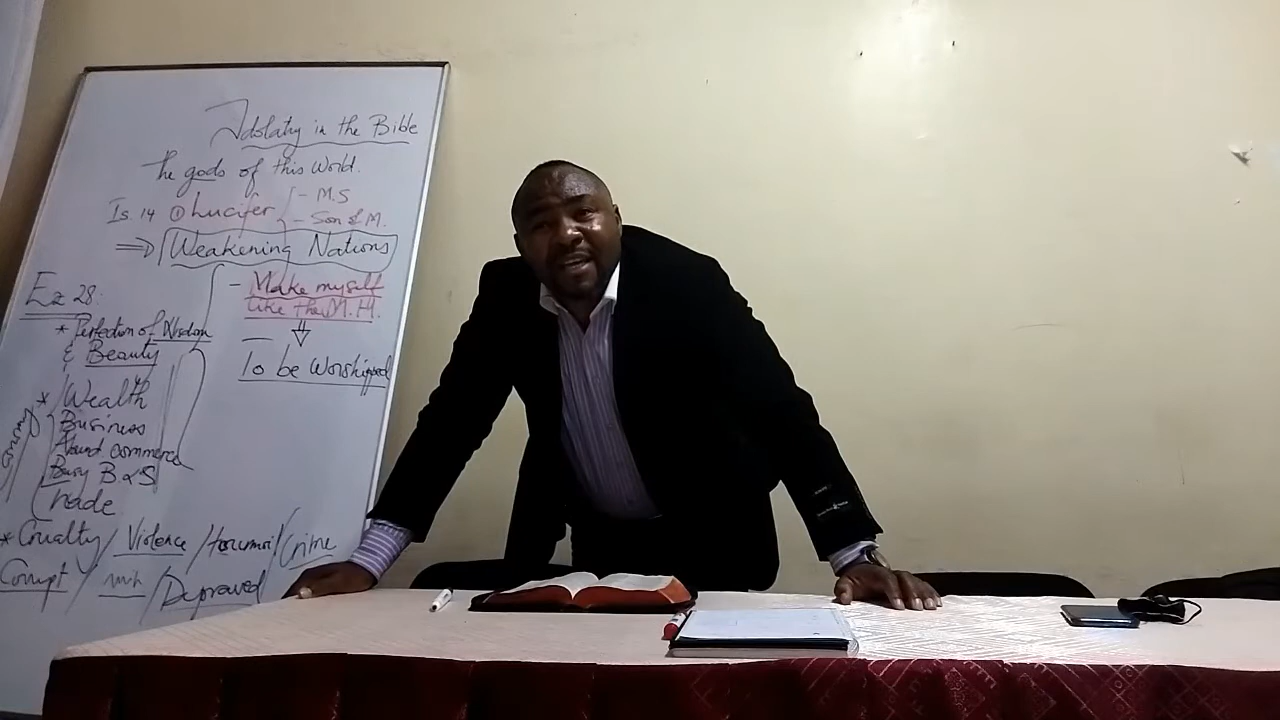 Idolatry in the Bible
the gods of this World.
Is. 14 ① Lucifer - M.S
- Son of M.
⇒ Weakening Nations
- Make myself
like the M.H.
⇓
To be Worshipped
Ez 28:
* Perfection of Wisdom
& Beauty
* Wealth
Business
Abund commerce
Busy B & S
trade
* Cruelty / Violence / / Crime
Corrupt / / Depraved